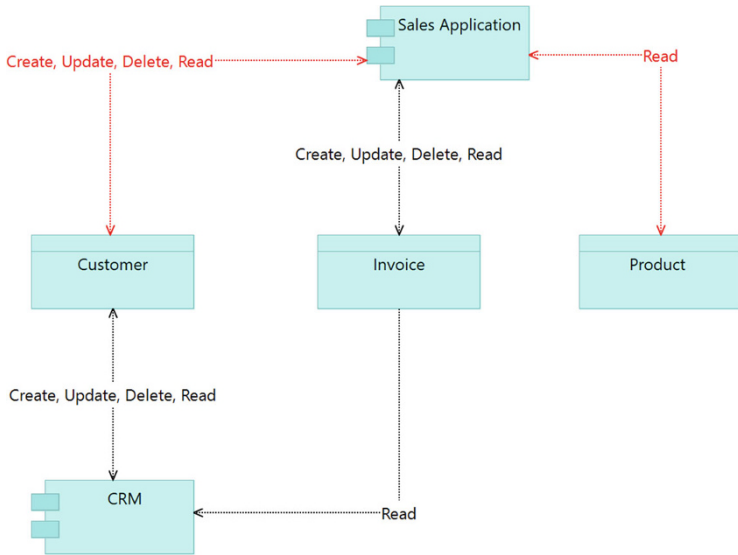 Sales Application
Create, Update, Delete, Read
Read
Create, Update, Delete, Read
Customer
Invoice
Product
Create, Update, Delete, Read
CRM
Read